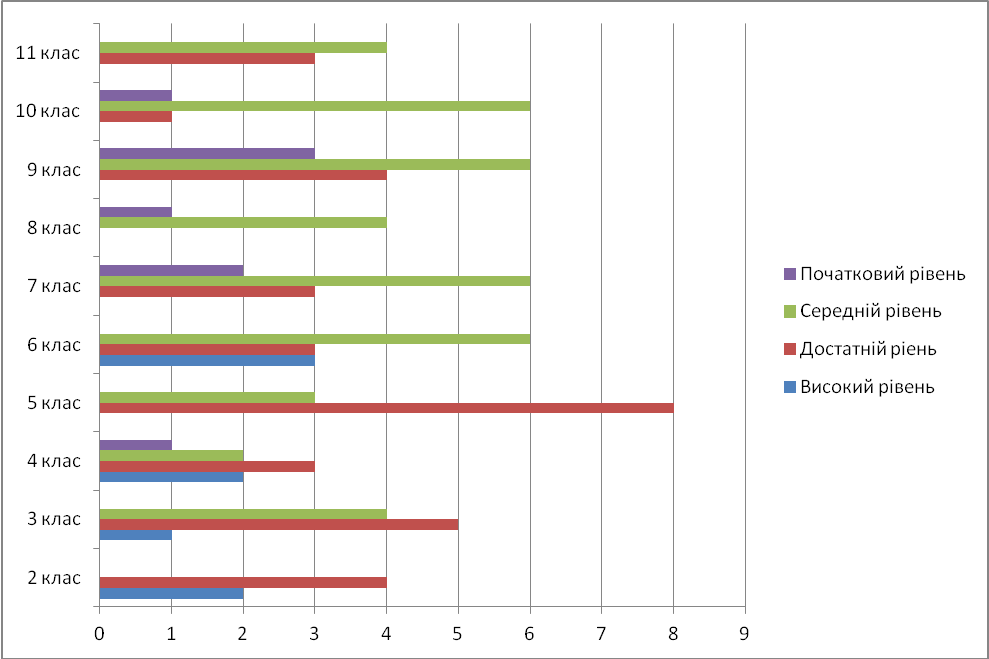 11 клас
10 клас
9 клас
8 клас
7 клас
6 клас
5 клас
4 клас
3 клас
2 клас
0 1 2 3 4 5 6 7 8 9
Початковий рівень
Середній рівень
Достатній ріень
Високий рівень